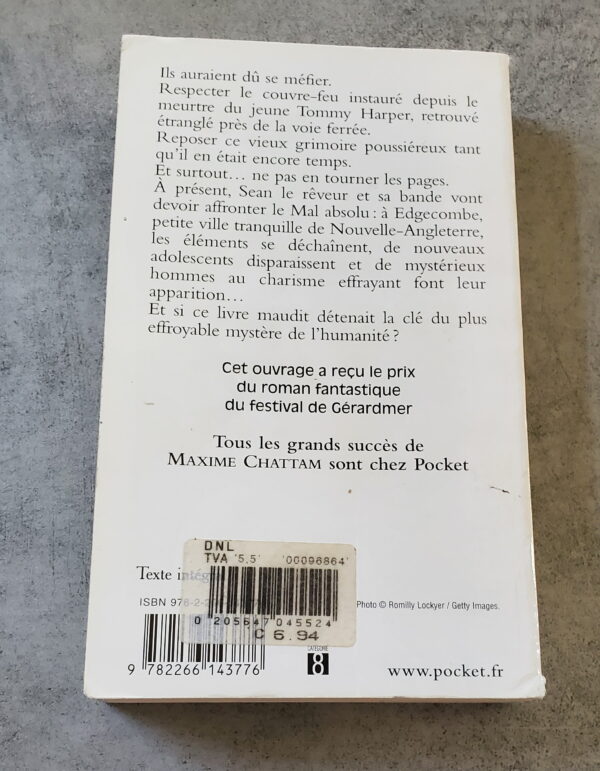 Ils auraient dû se méfier.
Respecter le couvre-feu instauré depuis le
meurtre du jeune Tommy Harper, retrouvé
étranglé près de la voie ferrée.
Reposer ce vieux grimoire poussiéreux tant
qu'il en était encore temps.
Et surtout… ne pas en tourner les pages.
À présent, Sean le rêveur et sa bande vont
devoir affronter le Mal absolu : à Edgecombe,
petite ville tranquille de Nouvelle-Angleterre,
les éléments se déchaînent, de nouveaux
adolescents disparaissent et de mystérieux
hommes au charisme effrayant font leur
apparition…
Et si ce livre maudit détenait la clé du plus
effroyable mystère de l'humanité ?
Cet ouvrage a reçu le prix
du roman fantastique
du festival de Gérardmer
Tous les grands succès de
MAXIME CHATTAM sont chez Pocket
DNL
TVA '5,5' '00096864'
Texte
ISBN
0 205647 045524
€ 6.94
Photo © Romilly Lockyer / Getty Images.
9 782266 143776
CATÉGORIE
8
www.pocket.fr